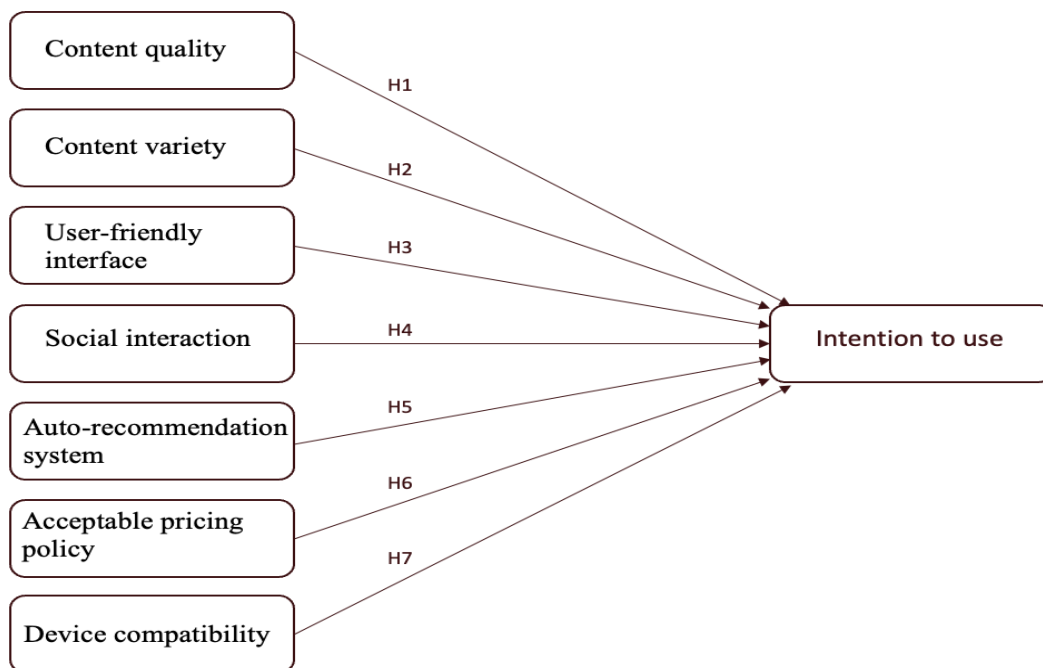 Content quality
H1
Content variety
H2
User-friendly
interface
H3
Social interaction
H4
Intention to use
Auto-recommendation
system
H5
Acceptable pricing
policy
H6
Device compatibility
H7